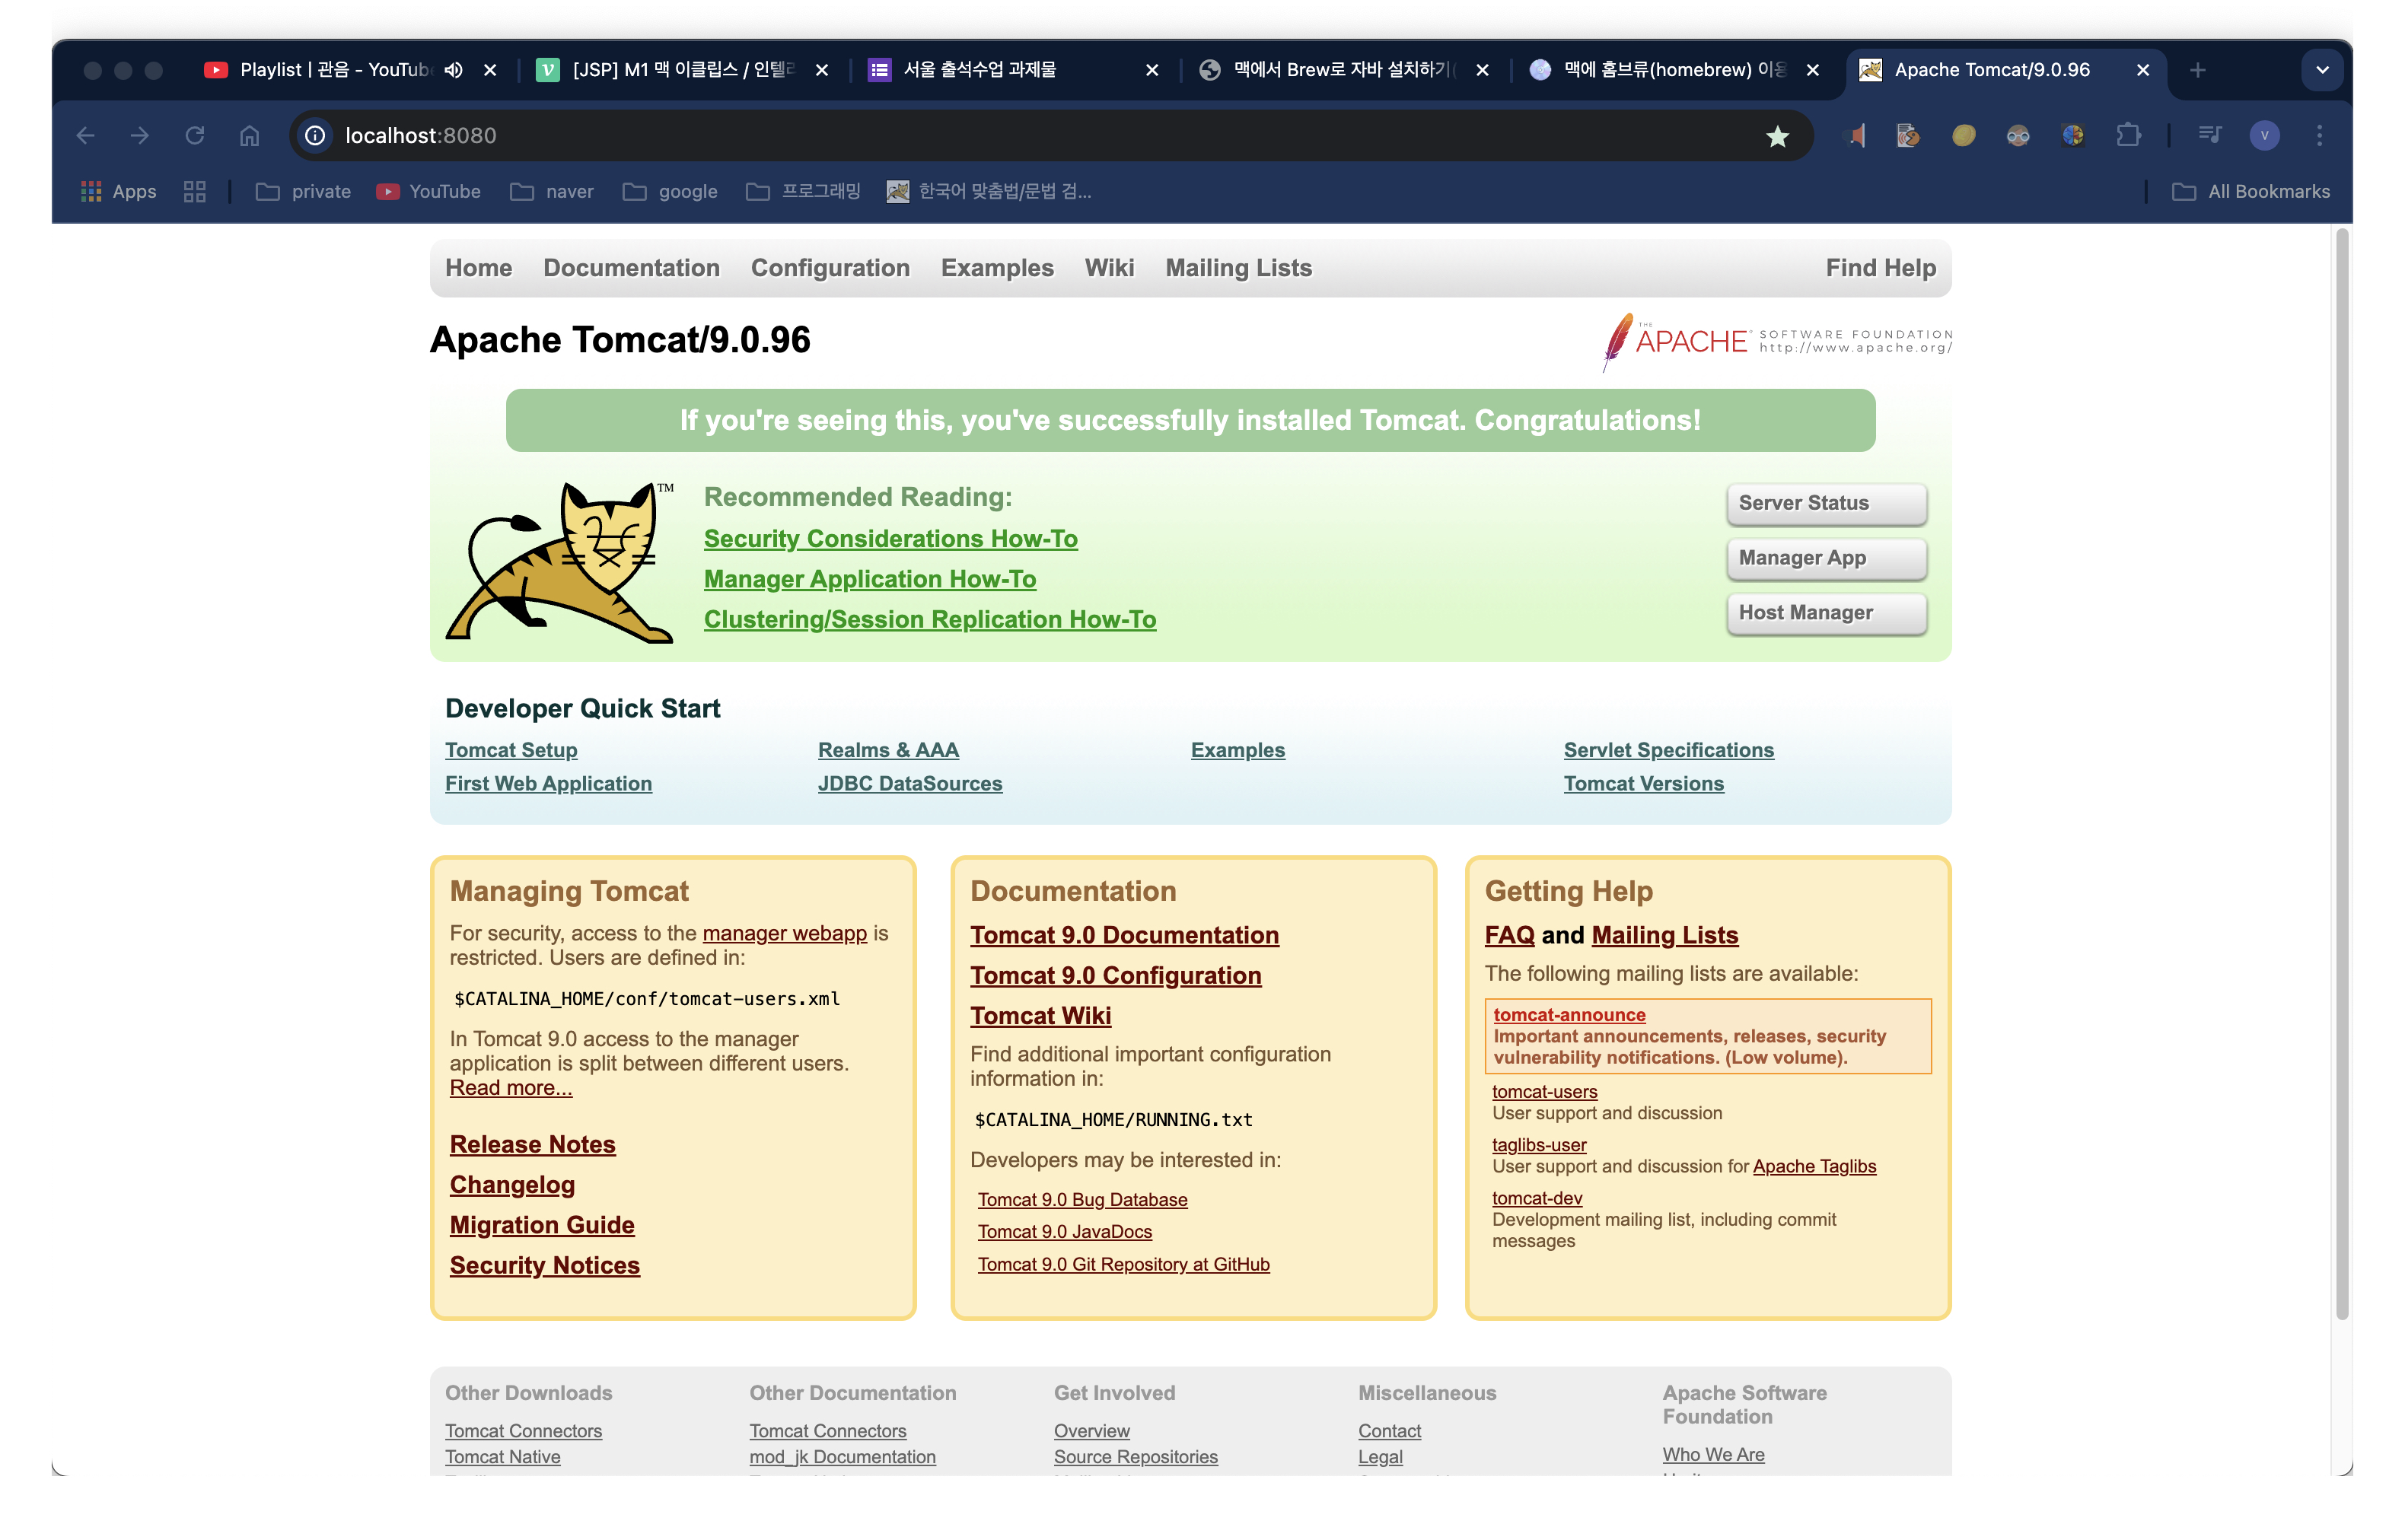 Playlist | 관음 - YouTube
[JSP] M1 맥 이클립스 / 인텔리
서울 출석수업 과제물
맥에서 Brew로 자바 설치하기(
맥에 홈브류(homebrew) 이용
Apache Tomcat/9.0.96
localhost:8080
V
Apps
private
YouTube
naver
google
프로그래밍
한국어 맞춤법/문법 검...
All Bookmarks
Home Documentation Configuration Examples Wiki Mailing Lists Find Help
Apache Tomcat/9.0.96
THE APACHE SOFTWARE FOUNDATION
http://www.apache.org/
If you're seeing this, you've successfully installed Tomcat. Congratulations!
TM
Recommended Reading:
Security Considerations How-To
Manager Application How-To
Clustering/Session Replication How-To
Server Status
Manager App
Host Manager
Developer Quick Start
Tomcat Setup
First Web Application
Realms & AAA
JDBC DataSources
Examples
Servlet Specifications
Tomcat Versions
Managing Tomcat
For security, access to the manager webapp is
restricted. Users are defined in:
$CATALINA_HOME/conf/tomcat-users.xml
In Tomcat 9.0 access to the manager
application is split between different users.
Read more...
Release Notes
Changelog
Migration Guide
Security Notices
Documentation
Tomcat 9.0 Documentation
Tomcat 9.0 Configuration
Tomcat Wiki
Find additional important configuration
information in:
$CATALINA_HOME/RUNNING.txt
Developers may be interested in:
Tomcat 9.0 Bug Database
Tomcat 9.0 JavaDocs
Tomcat 9.0 Git Repository at GitHub
Getting Help
FAQ and Mailing Lists
The following mailing lists are available:
tomcat-announce
Important announcements, releases, security
vulnerability notifications. (Low volume).
tomcat-users
User support and discussion
taglibs-user
User support and discussion for Apache Taglibs
tomcat-dev
Development mailing list, including commit
messages
Other Downloads
Tomcat Connectors
Tomcat Native
Other Documentation
Tomcat Connectors
mod_jk Documentation
Get Involved
Overview
Source Repositories
Miscellaneous
Contact
Legal
Apache Software
Foundation
Who We Are